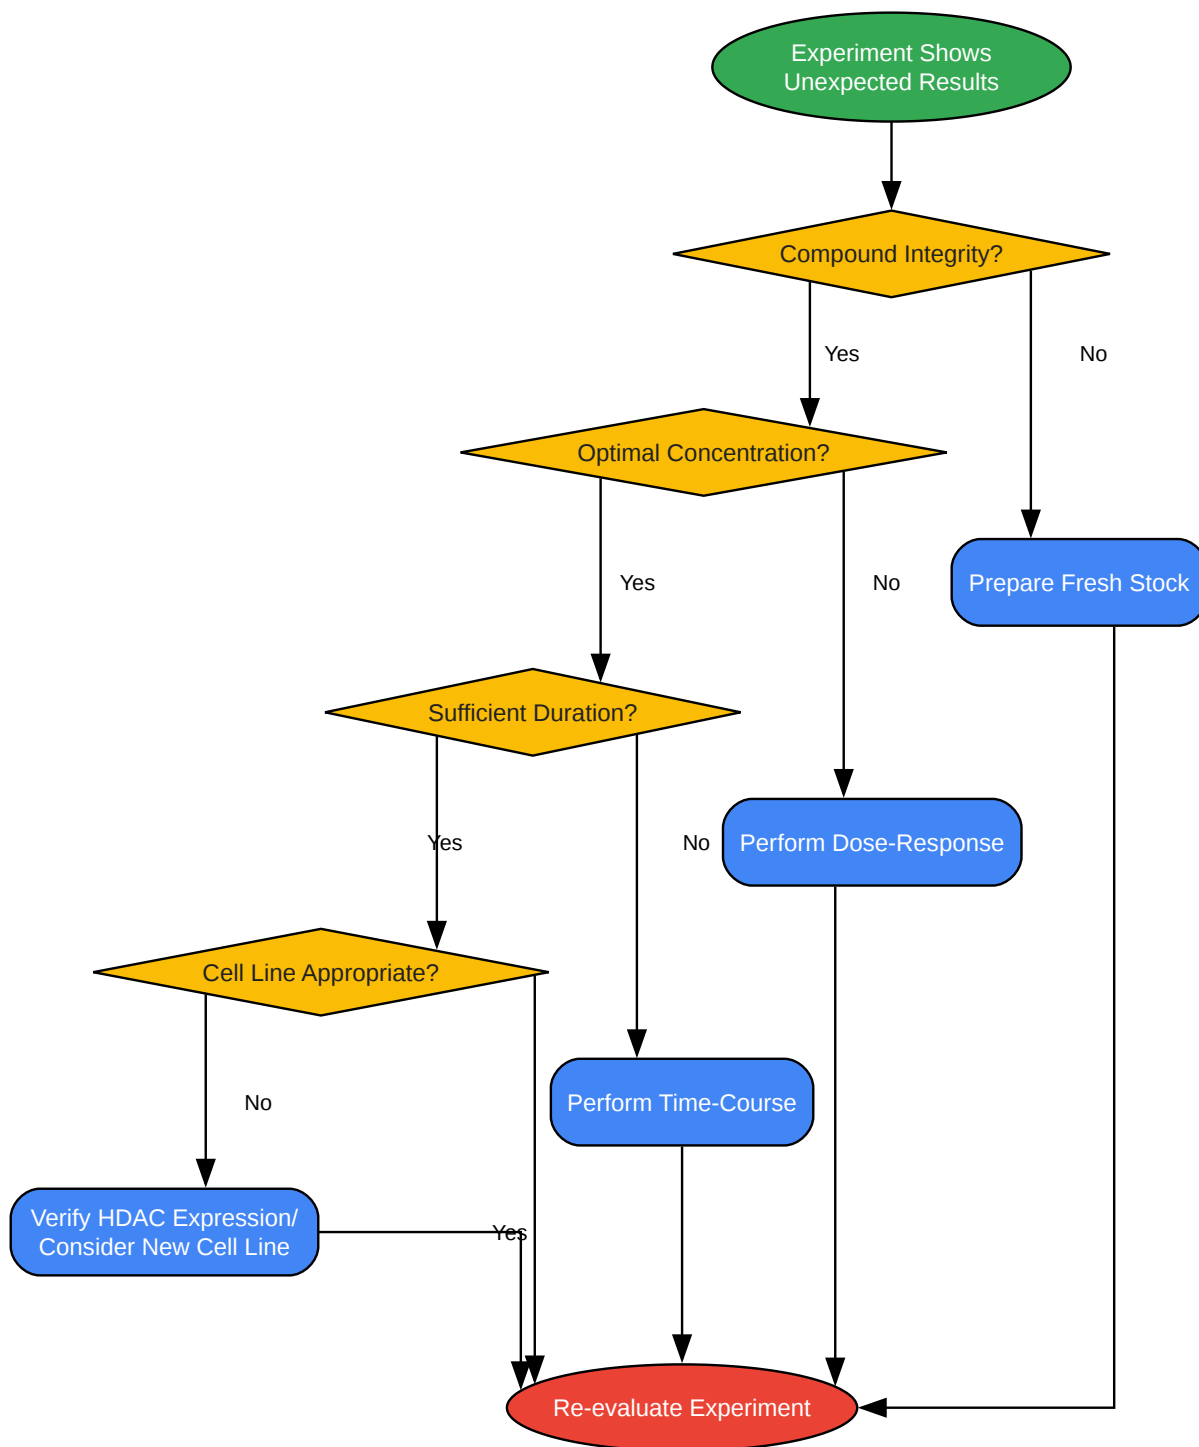 Experiment Shows
Unexpected Results
Compound Integrity?
Yes
No
Optimal Concentration?
Yes
No
Prepare Fresh Stock
Sufficient Duration?
Yes
No
Perform Dose-Response
Cell Line Appropriate?
No
Perform Time-Course
Verify HDAC Expression/
Consider New Cell Line
Yes
Re-evaluate Experiment